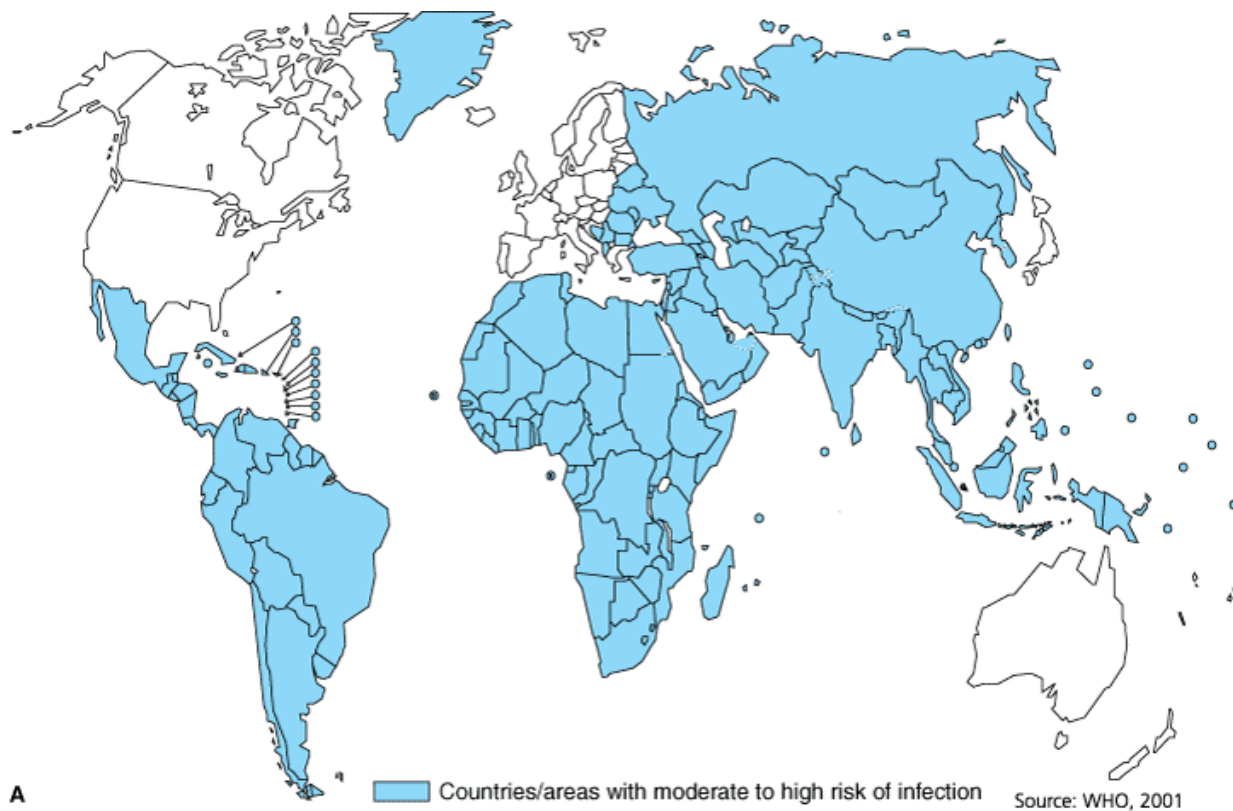 A
Countries/areas with moderate to high risk of infection
Source: WHO, 2001